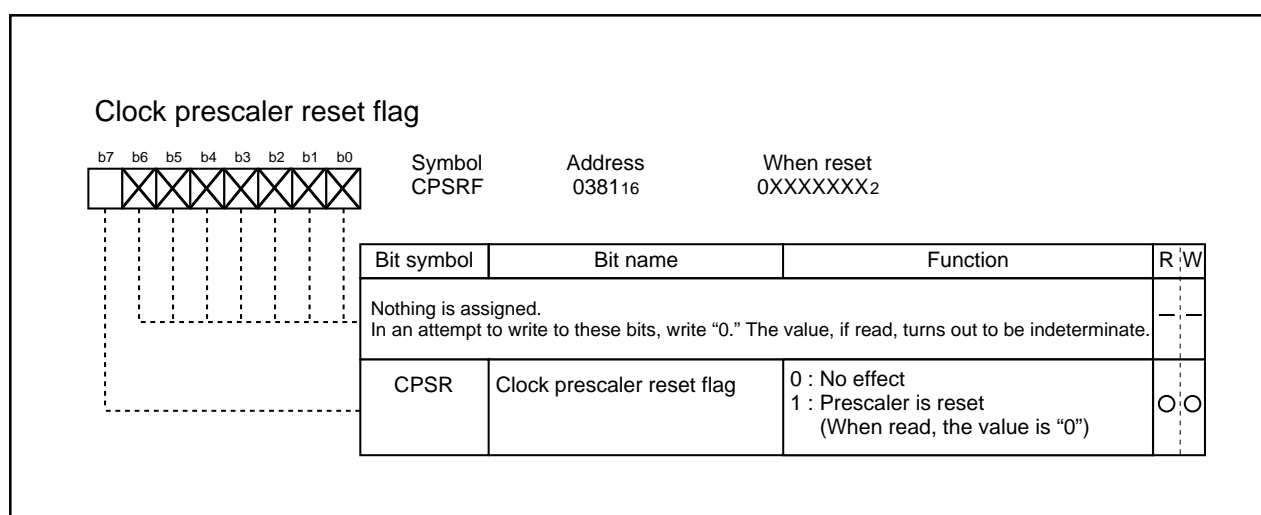 Clock prescaler reset flag
b7 b6 b5 b4 b3 b2 b1 b0
Symbol Address When reset
CPSRF 038116 0XXXXXXX2
Bit symbol Bit name Function R W
Nothing is assigned.
In an attempt to write to these bits, write “0.” The value, if read, turns out to be indeterminate.
— —
CPSR Clock prescaler reset flag 0 : No effect
1 : Prescaler is reset
(When read, the value is “0”)